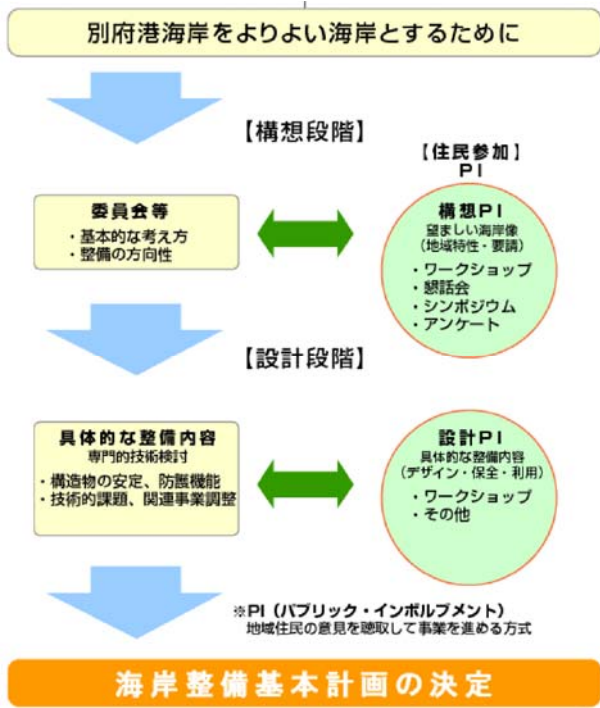 別府港海岸をよりよい海岸とするために
【構想段階】
【住民参加】
PI
委員会等
・基本的な考え方
・整備の方向性
構想PI
望ましい海岸像
(地域特性・要請)
・ワークショップ
・懇話会
・シンポジウム
・アンケート
【設計段階】
具体的な整備内容
専門的技術検討
・構造物の安定、防護機能
・技術的課題、関連事業調整
設計PI
具体的な整備内容
(デザイン・保全・利用)
・ワークショップ
・その他
※PI(パブリック・インボルブメント)
地域住民の意見を聴取して事業を進める方式
海岸整備基本計画の決定